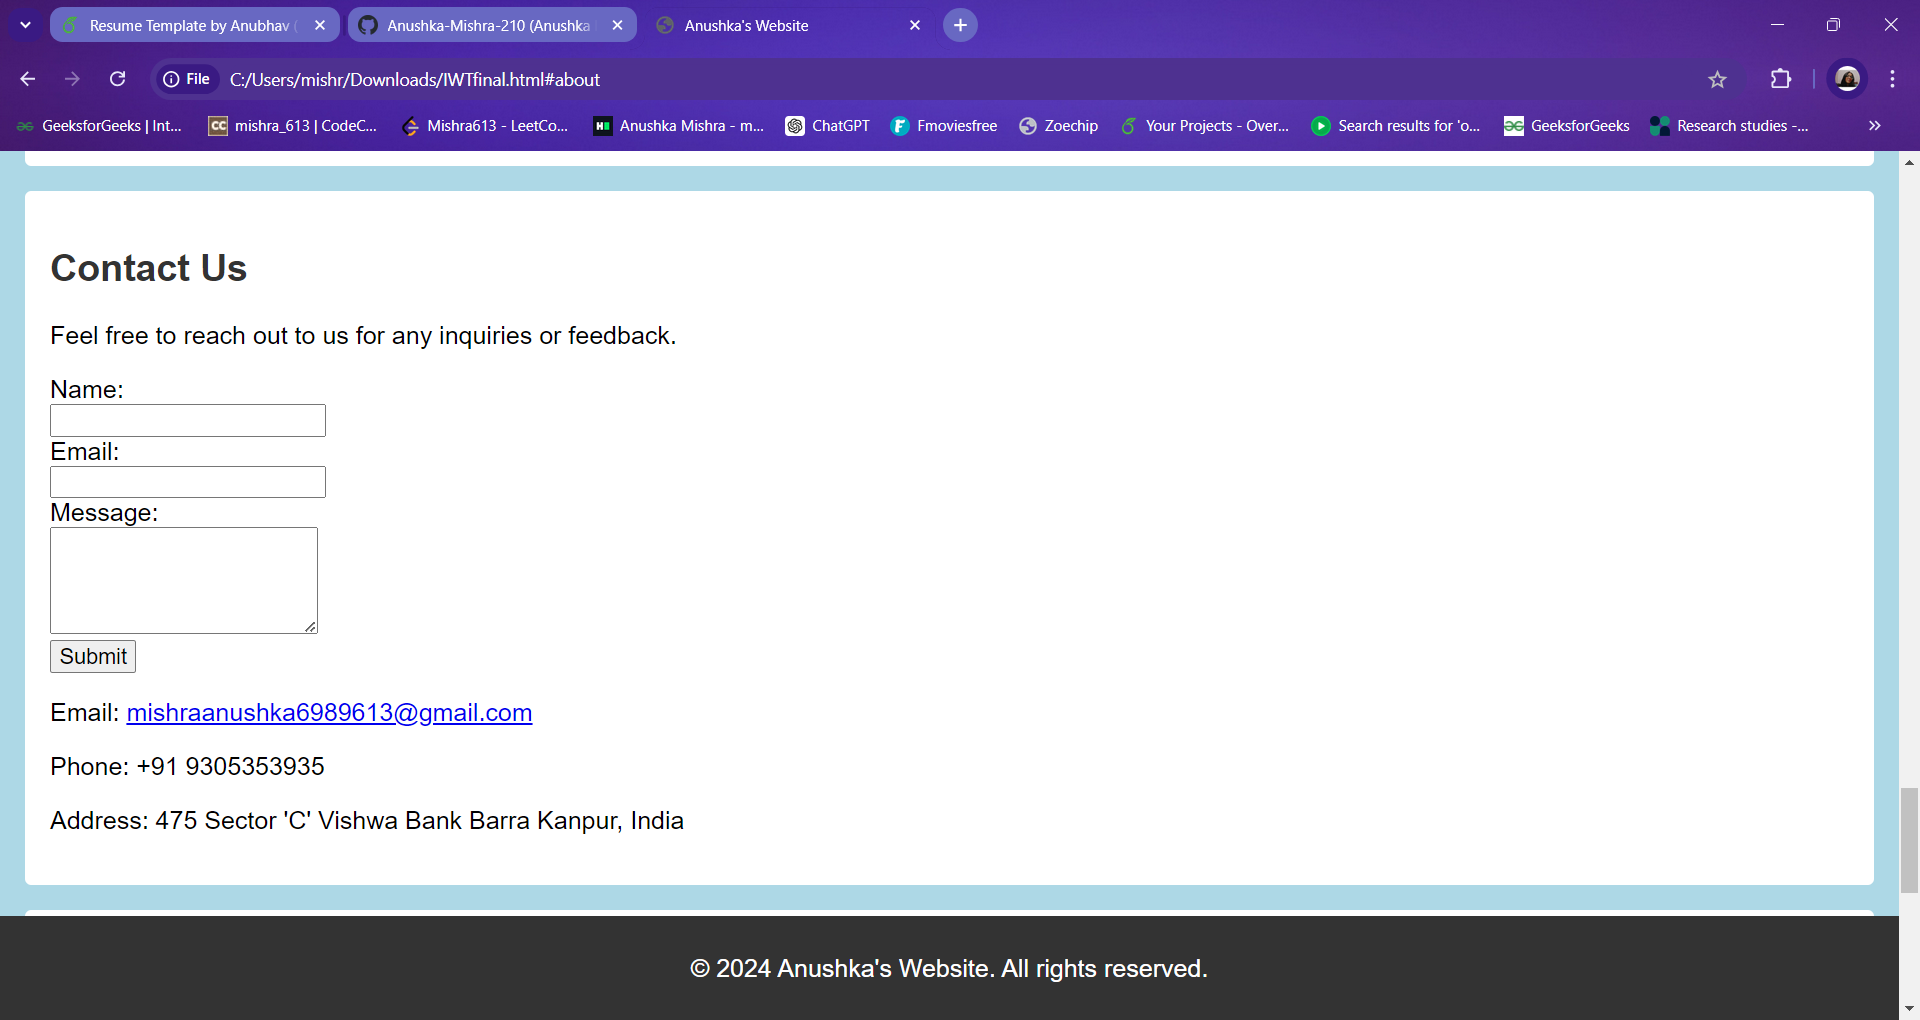 Resume Template by Anubhav (
Anushka-Mishra-210 (Anushka
Anushka's Website
File
C:/Users/mishr/Downloads/IWTfinal.html#about
GeeksforGeeks | Int...
CC
mishra_613 | CodeC...
Mishra613 - LeetCo...
Anushka Mishra - m...
ChatGPT
F
Fmoviesfree
Zoechip
Your Projects - Over...
Search results for 'o...
GeeksforGeeks
Research studies -...
Contact Us
Feel free to reach out to us for any inquiries or feedback.
Name:
Email:
Message:
Submit
Email: mishraanushka6989613@gmail.com
Phone: +91 9305353935
Address: 475 Sector 'C' Vishwa Bank Barra Kanpur, India
© 2024 Anushka's Website. All rights reserved.